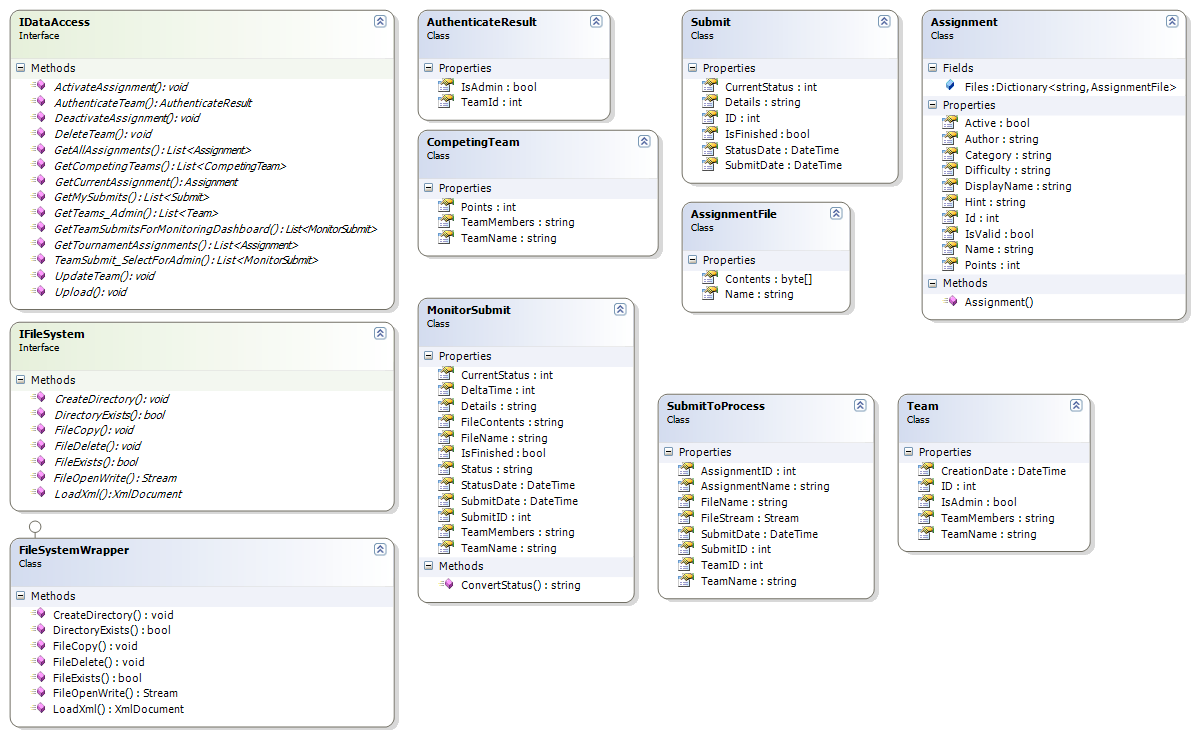 IDataAccess
Interface
Methods
ActivateAssignment() : void
AuthenticateTeam() : AuthenticateResult
DeactivateAssignment() : void
DeleteTeam() : void
GetAllAssignments() : List<Assignment>
GetCompetingTeams() : List<CompetingTeam>
GetCurrentAssignment() : Assignment
GetMySubmits() : List<Submit>
GetTeams_Admin() : List<Team>
GetTeamSubmitsForMonitoringDashboard() : List<MonitorSubmit>
GetTournamentAssignments() : List<Assignment>
TeamSubmit_SelectForAdmin() : List<MonitorSubmit>
UpdateTeam() : void
Upload() : void
IFileSystem
Interface
Methods
CreateDirectory() : void
DirectoryExists() : bool
FileCopy() : void
FileDelete() : void
FileExists() : bool
FileOpenWrite() : Stream
LoadXml() : XmlDocument
FileSystemWrapper
Class
Methods
CreateDirectory() : void
DirectoryExists() : bool
FileCopy() : void
FileDelete() : void
FileExists() : bool
FileOpenWrite() : Stream
LoadXml() : XmlDocument
AuthenticateResult
Class
Properties
IsAdmin : bool
TeamId : int
CompetingTeam
Class
Properties
Points : int
TeamMembers : string
TeamName : string
MonitorSubmit
Class
Properties
CurrentStatus : int
DeltaTime : int
Details : string
FileContents : string
FileName : string
IsFinished : bool
Status : string
StatusDate : DateTime
SubmitDate : DateTime
SubmitID : int
TeamMembers : string
TeamName : string
Methods
ConvertStatus() : string
Submit
Class
Properties
CurrentStatus : int
Details : string
ID : int
IsFinished : bool
StatusDate : DateTime
SubmitDate : DateTime
AssignmentFile
Class
Properties
Contents : byte[]
Name : string
SubmitToProcess
Class
Properties
AssignmentID : int
AssignmentName : string
FileName : string
FileStream : Stream
SubmitDate : DateTime
SubmitID : int
TeamID : int
TeamName : string
Assignment
Class
Fields
Files : Dictionary<string, AssignmentFile>
Properties
Active : bool
Author : string
Category : string
Difficulty : string
DisplayName : string
Hint : string
Id : int
IsValid : bool
Name : string
Points : int
Methods
Assignment()
Team
Class
Properties
CreationDate : DateTime
ID : int
IsAdmin : bool
TeamMembers : string
TeamName : string